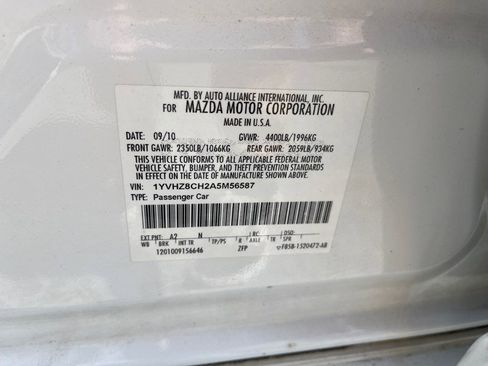 MFD. BY AUTO ALLIANCE INTERNATIONAL, INC.
FOR MAZDA MOTOR CORPORATION
MADE IN U.S.A.
DATE: 09/10 GVWR: 4400LB/1996KG
FRONT GAWR: 2350LB/1066KG REAR GAWR: 2059LB/934KG
THIS VEHICLE CONFORMS TO ALL APPLICABLE FEDERAL MOTOR
VEHICLE SAFETY, BUMPER, AND THEFT PREVENTION STANDARDS
IN EFFECT ON THE DATE OF MANUFACTURE SHOWN ABOVE.
VIN: 1YVHZ8CH2A5M56587
TYPE: Passenger Car
EXT PNT: A2 N RC: DSO:
WB BRK INT TR TP/PS R AXLE TR SPR
1201009156646 ZFP F85B-1520472-AB